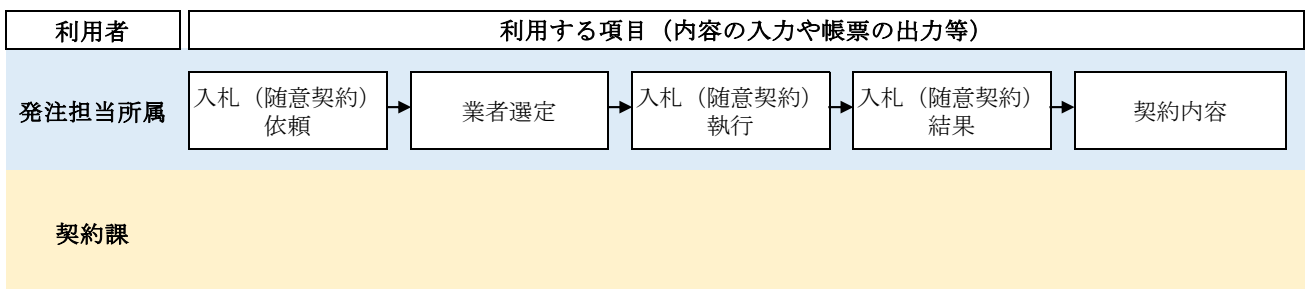 利用者
利用する項目（内容の入力や帳票の出力等）
発注担当所属
入札（随意契約）
依頼
業者選定
入札（随意契約）
執行
入札（随意契約）
結果
契約内容
契約課